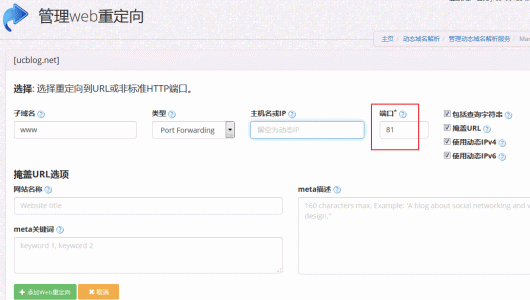 管理web重定向
主页 / 动态域名解析 / 管理动态域名解析服务 /
[ucblog.net]
选择: 选择重定向到URL或非标准HTTP端口。
子域名 类型 主机名或IP 端口* 包括查询字符串
www Port Forwarding 留空为动态IP 81 掩盖URL
使用动态IPv4
使用动态IPv6
掩盖URL选项
网站名称 meta描述
Website title 160 characters max. Example: "A blog about social networking and
design."
meta关键词
keyword 1, keyword 2
添加Web重定向 取消